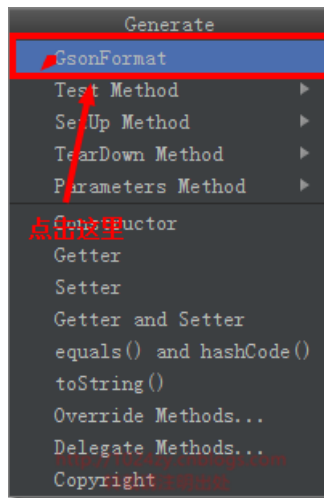 Generate
GsonFormat
Test Method
SetUp Method
TearDown Method
Parameters Method
点击这里
Constructor
Getter
Setter
Getter and Setter
equals() and hashCode()
toString()
Override Methods...
Delegate Methods...
Copyright